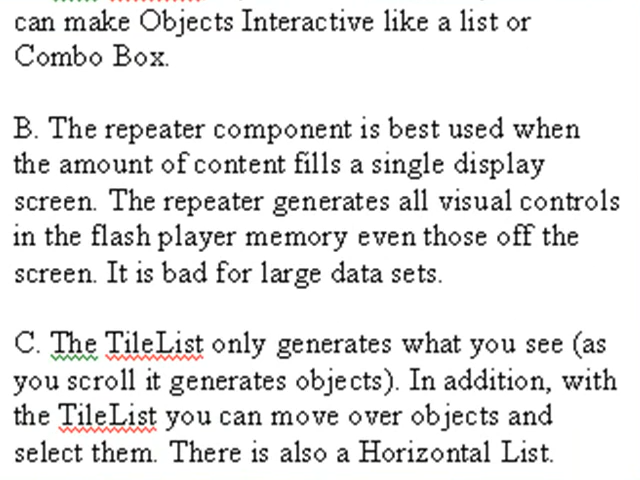 can make Objects Interactive like a list or
Combo Box.
B. The repeater component is best used when
the amount of content fills a single display
screen. The repeater generates all visual controls
in the flash player memory even those off the
screen. It is bad for large data sets.
C. The TileList only generates what you see (as
you scroll it generates objects). In addition, with
the TileList you can move over objects and
select them. There is also a Horizontal List.